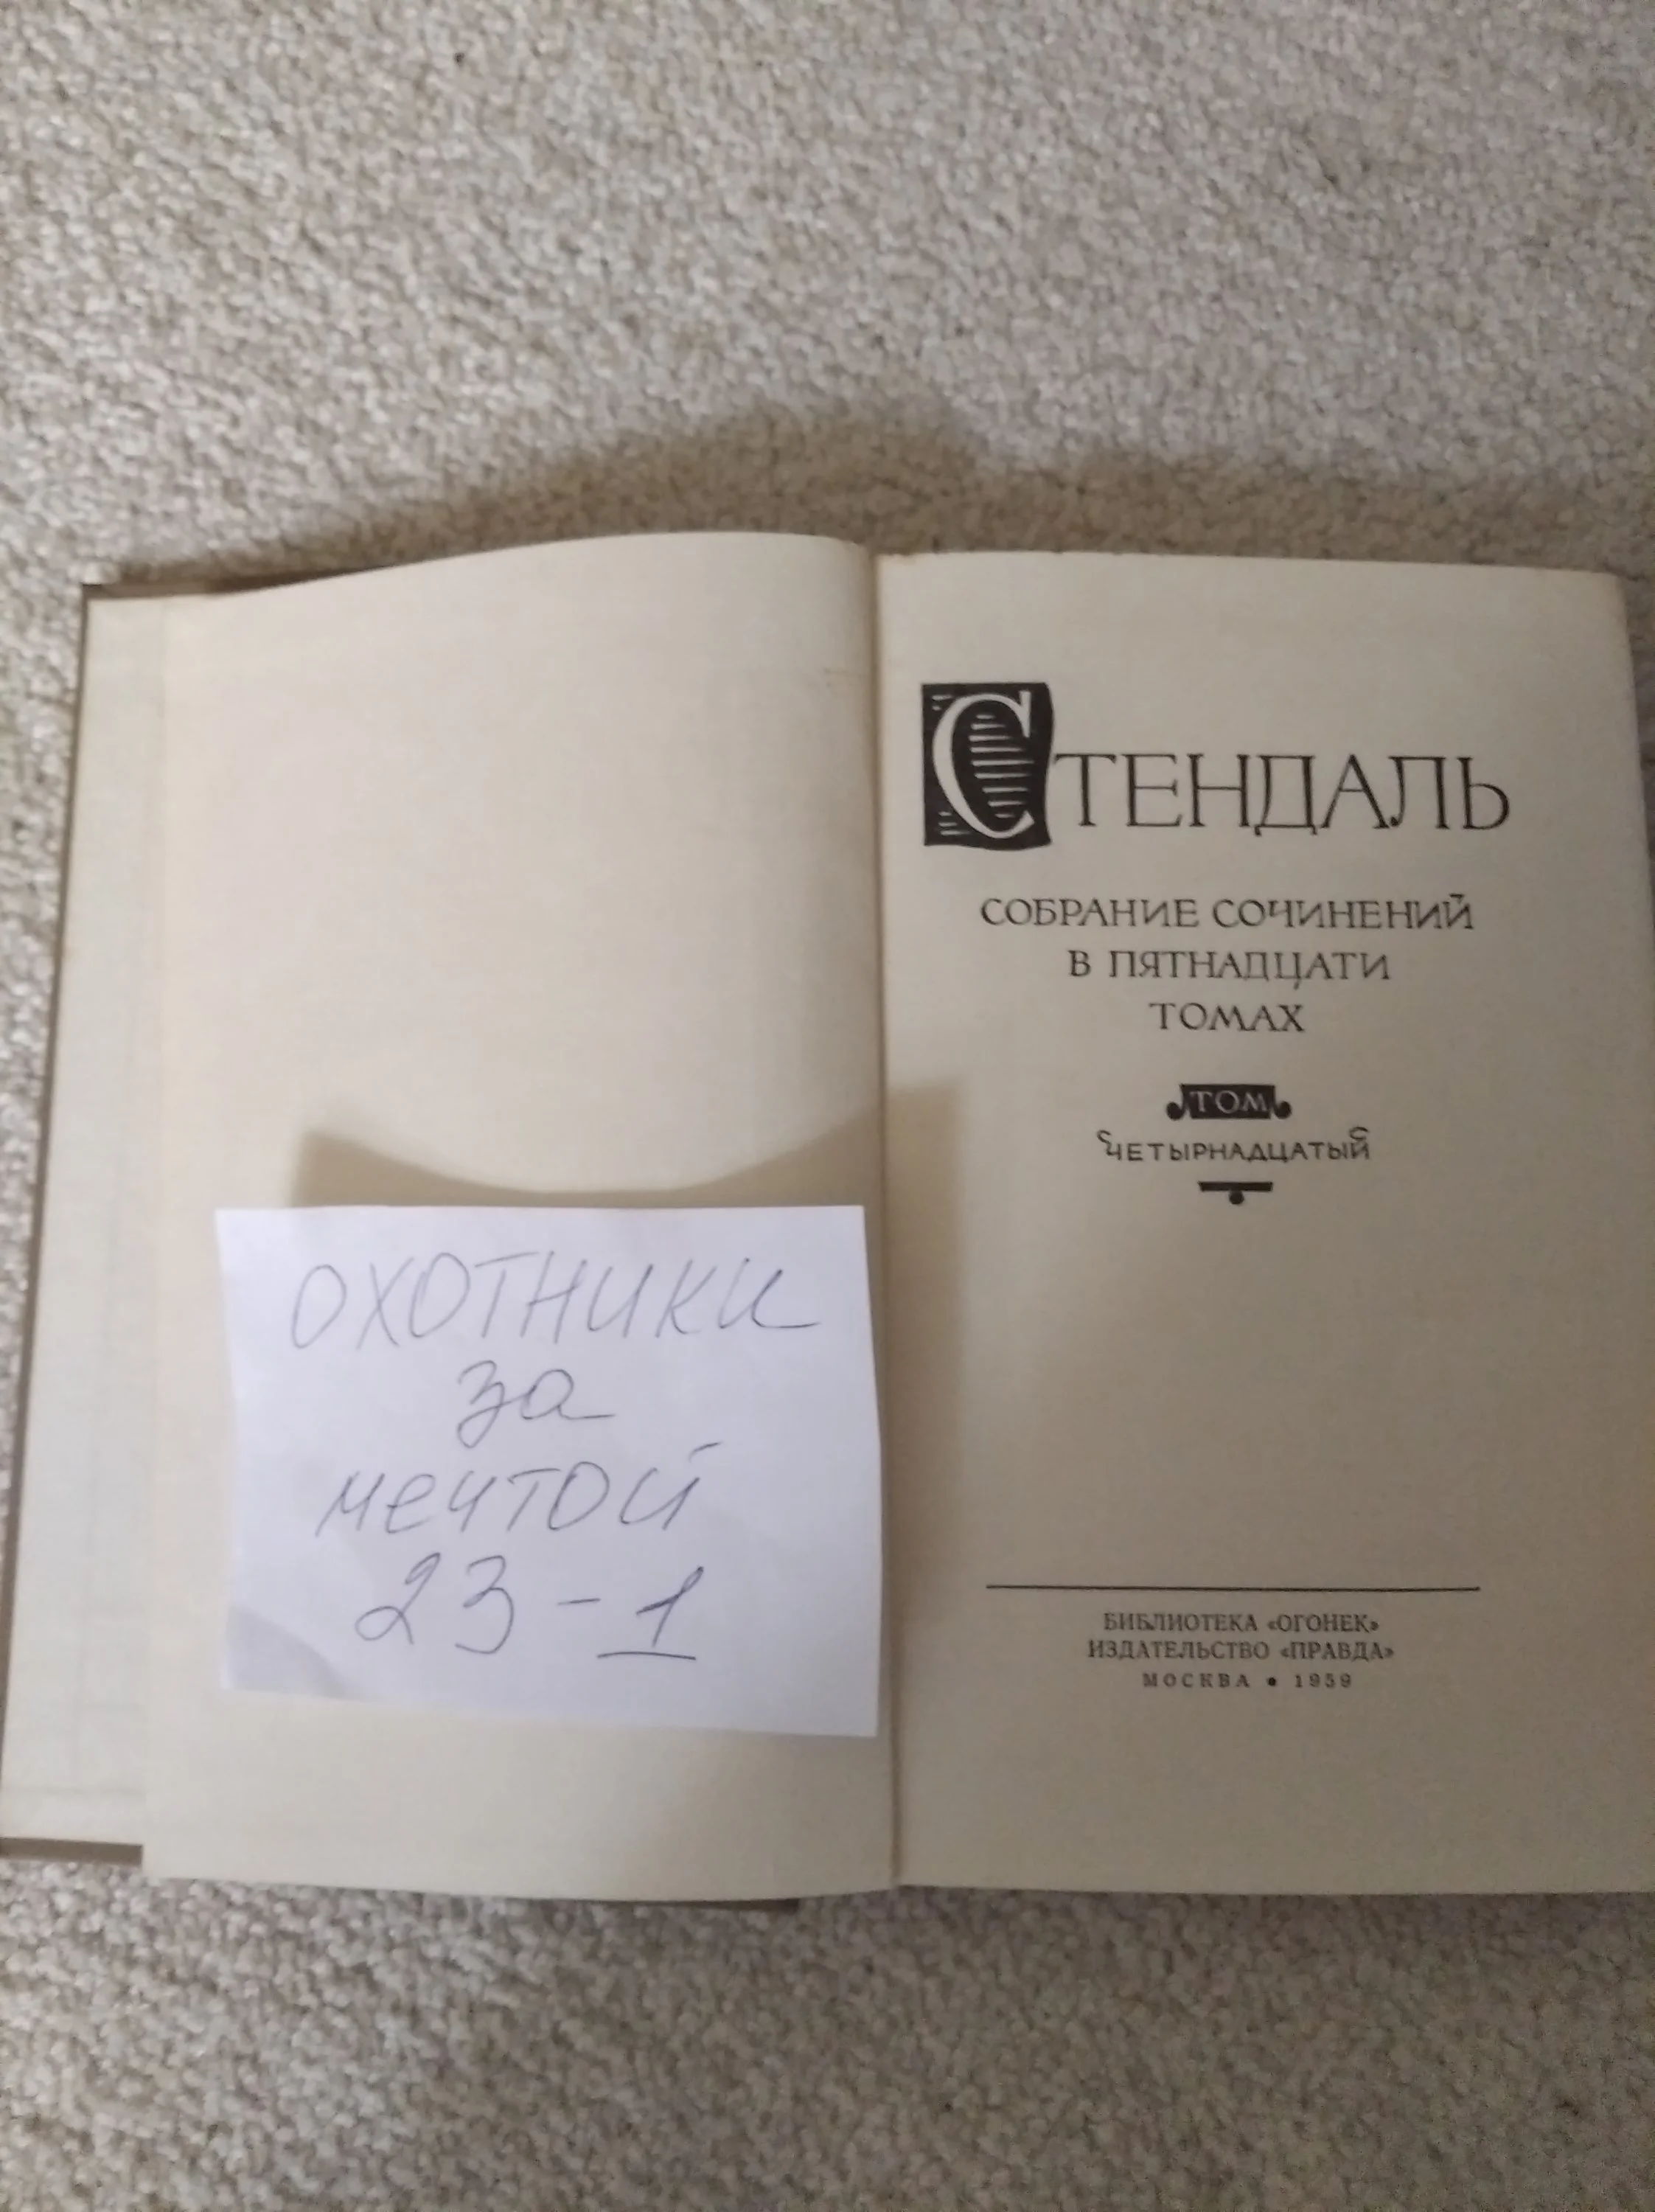 ОХОТНИКИ
за
мечтой
23-1
СТЕНДАЛЬ
СОБРАНИЕ СОЧИНЕНИЙ
В ПЯТНАДЦАТИ
ТОМАХ
ТОМ
ЧЕТЫРНАДЦАТЫЙ
БИБЛИОТЕКА «ОГОНЕК»
ИЗДАТЕЛЬСТВО «ПРАВДА»
МОСКВА • 1959